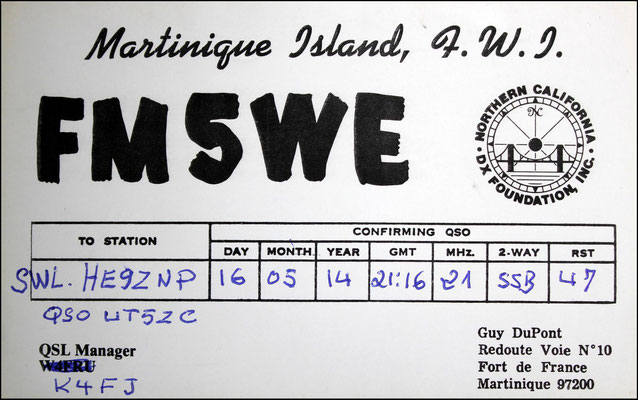 Martinique Island, F.W.I.
FM5WE
NORTHERN CALIFORNIA
· DX FOUNDATION, INC. ·
NC
TO STATION
CONFIRMING QSO
DAY MONTH YEAR GMT MHz. 2-WAY RST
SWL. HE9ZNP 16 05 14 21:16 21 SSB 47
QSO UT5ZC
QSL Manager
W4FRU
K4FJ
Guy DuPont
Redoute Voie N°10
Fort de France
Martinique 97200